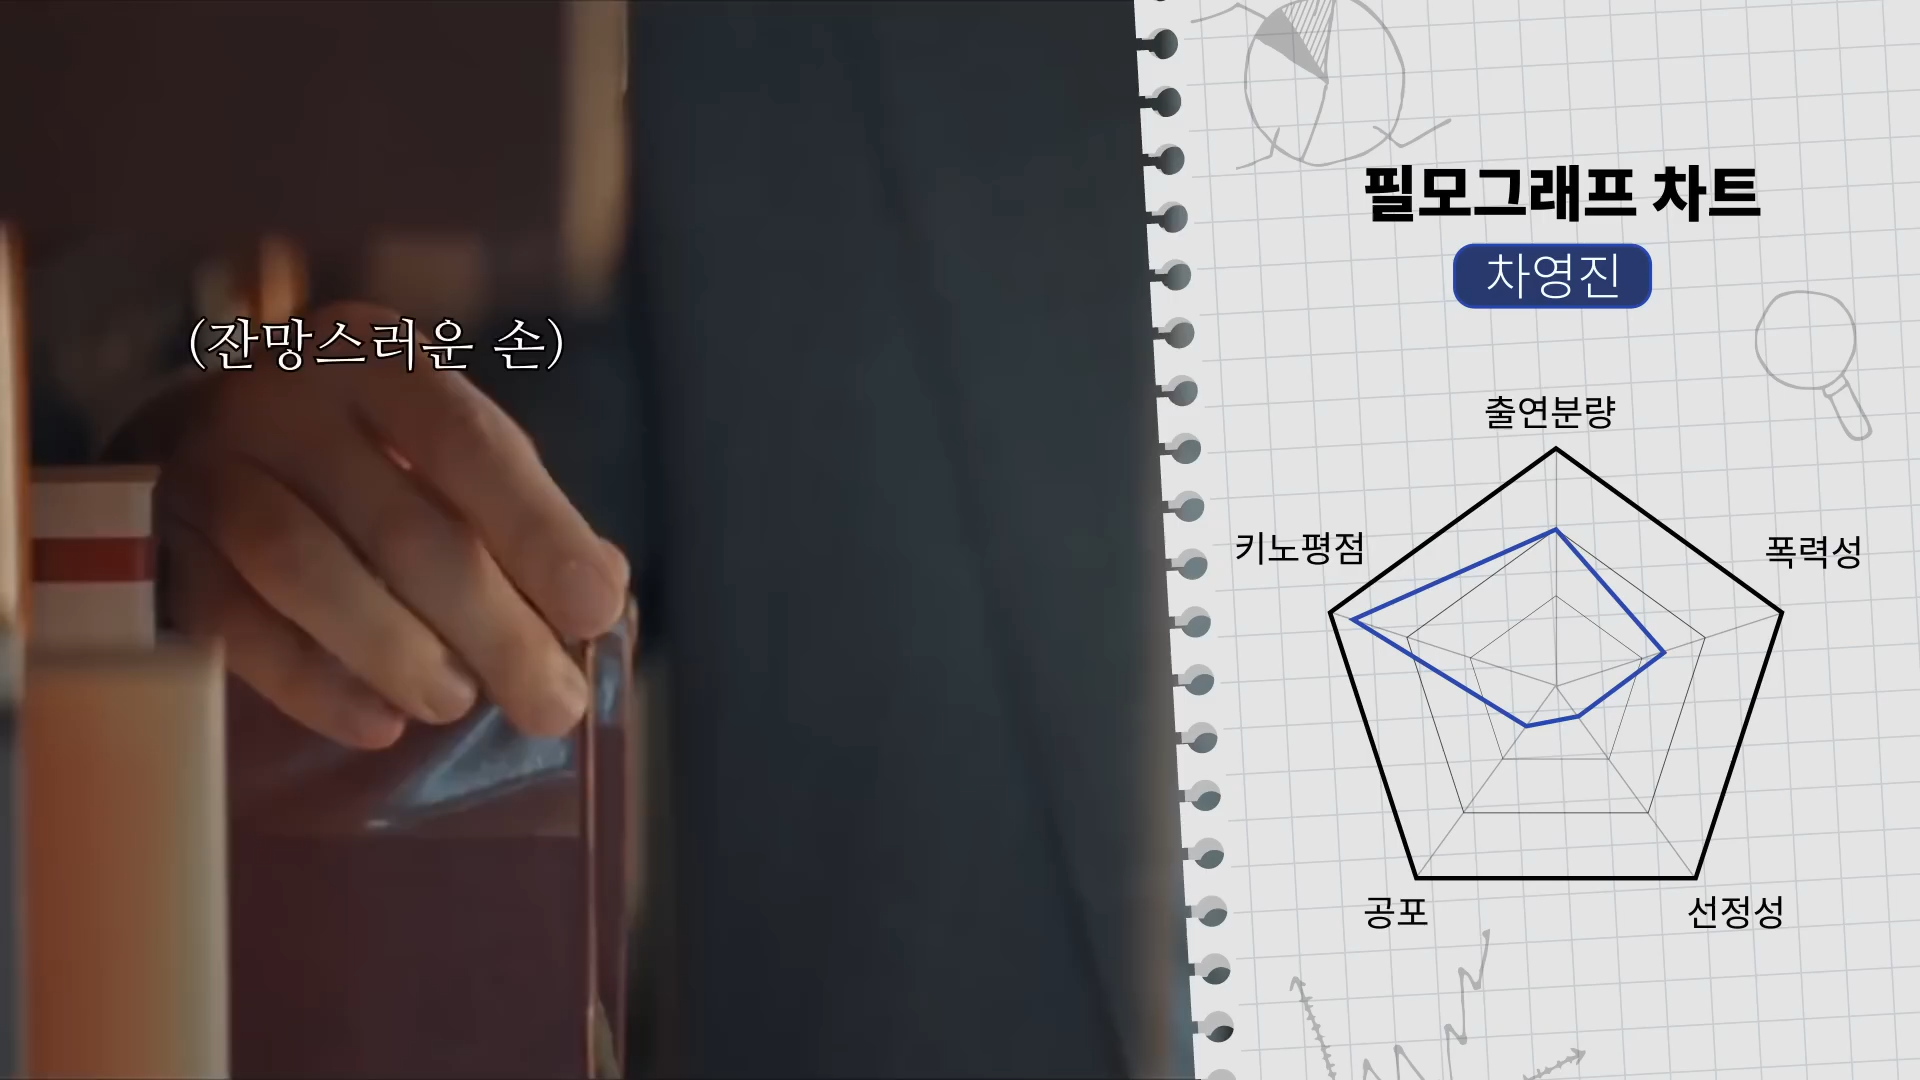 (잔망스러운 손)
필모그래프 차트
차영진
출연분량
키노평점
폭력성
공포
선정성